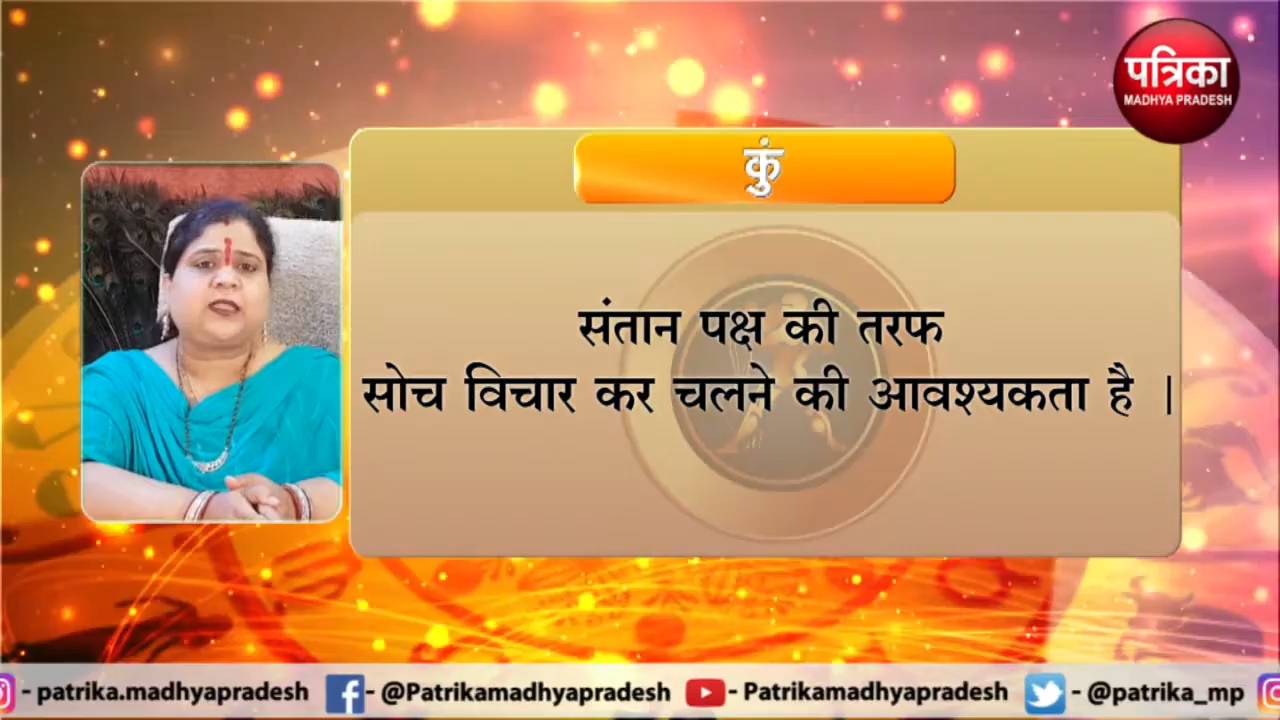 पत्रिका
MADHYA PRADESH
कुं
संतान पक्ष की तरफ
सोच विचार कर चलने की आवश्यकता है |
- patrika.madhyapradesh - @Patrikamadhyapradesh - Patrikamadhyapradesh - @patrika_mp